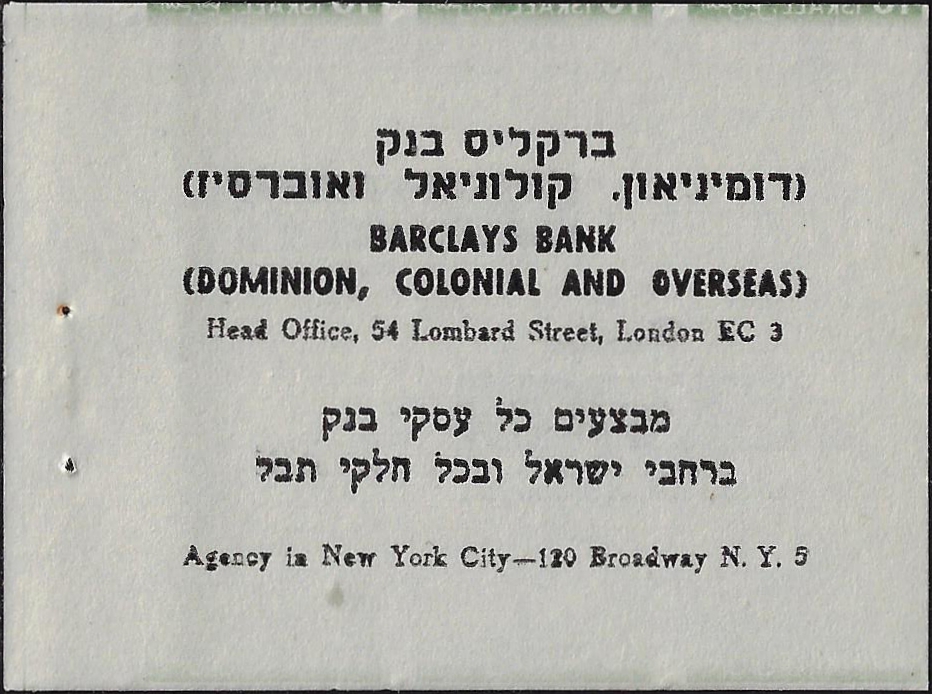 ברקליס בנק
(דומיניאון, קולוניאל ואוברסיז)
BARCLAYS BANK
(DOMINION, COLONIAL AND OVERSEAS)
Head Office, 54 Lombard Street, London EC 3
מבצעים כל עסקי בנק
ברחבי ישראל ובכל חלקי תבל
Agency in New York City—120 Broadway N. Y. 5